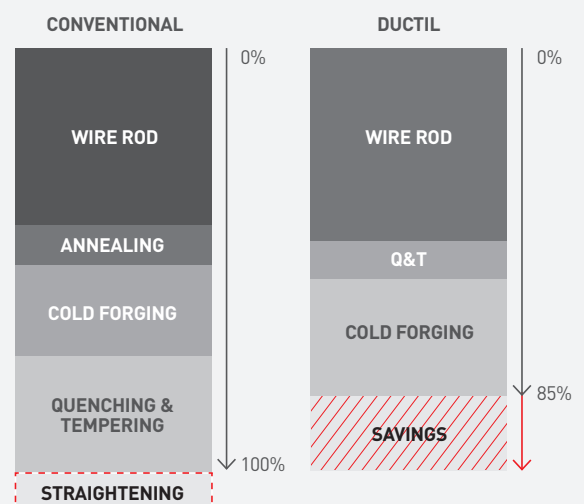 CONVENTIONAL
0%
WIRE ROD
ANNEALING
COLD FORGING
QUENCHING &
TEMPERING
100%
STRAIGHTENING
DUCTIL
0%
WIRE ROD
Q&T
COLD FORGING
85%
SAVINGS